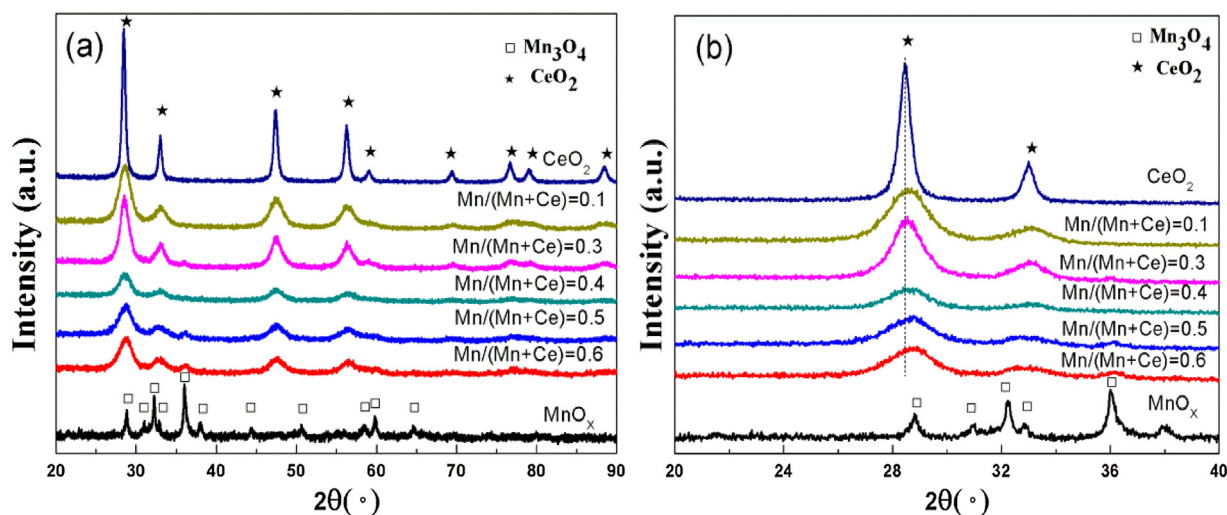 (a)
□ Mn₃O₄
★ CeO₂
CeO₂
Mn/(Mn+Ce)=0.1
Mn/(Mn+Ce)=0.3
Mn/(Mn+Ce)=0.4
Mn/(Mn+Ce)=0.5
Mn/(Mn+Ce)=0.6
MnOₓ
Intensity (a.u.)
20 30 40 50 60 70 80 90
2θ(°)
(b)
□ Mn₃O₄
★ CeO₂
CeO₂
Mn/(Mn+Ce)=0.1
Mn/(Mn+Ce)=0.3
Mn/(Mn+Ce)=0.4
Mn/(Mn+Ce)=0.5
Mn/(Mn+Ce)=0.6
MnOₓ
Intensity (a.u.)
20 24 28 32 36 40
2θ(°)